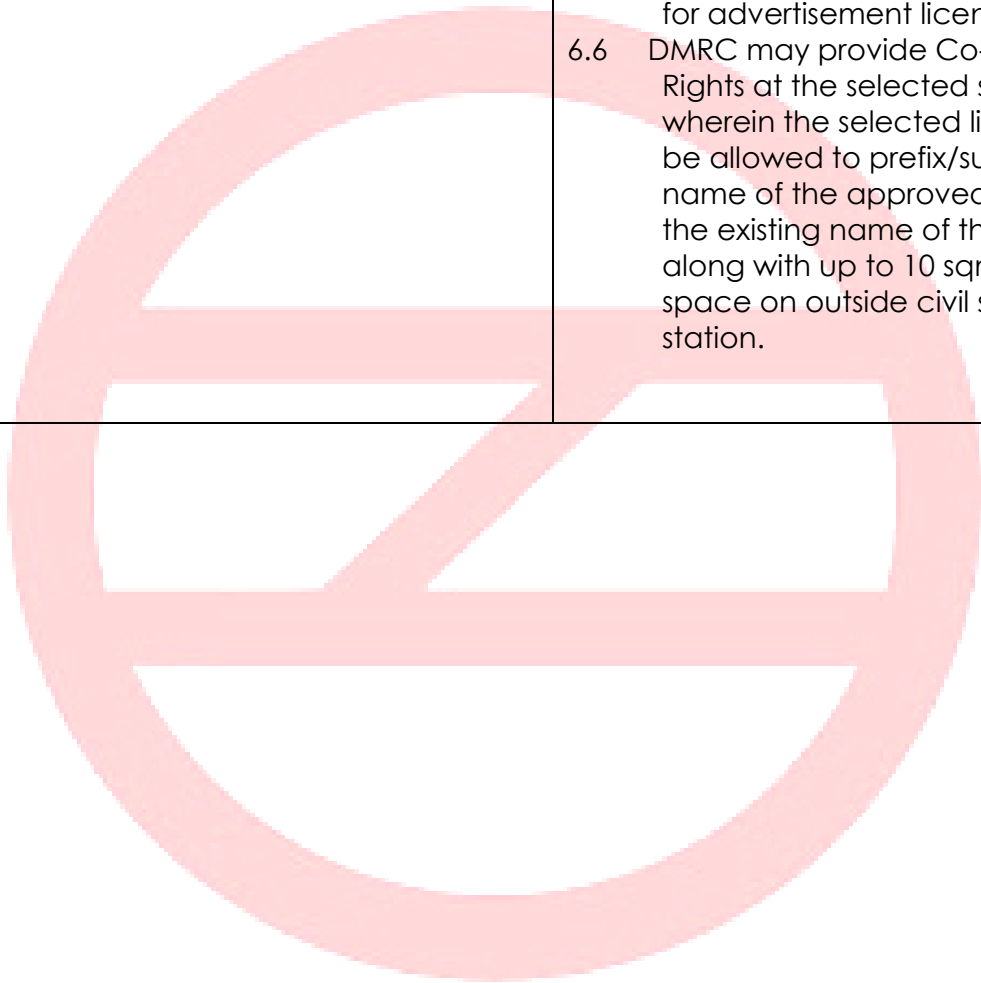 for advertisement licen
6.6 DMRC may provide Co-
Rights at the selected s
wherein the selected li
be allowed to prefix/su
name of the approved
the existing name of th
along with up to 10 sqr
space on outside civil s
station.